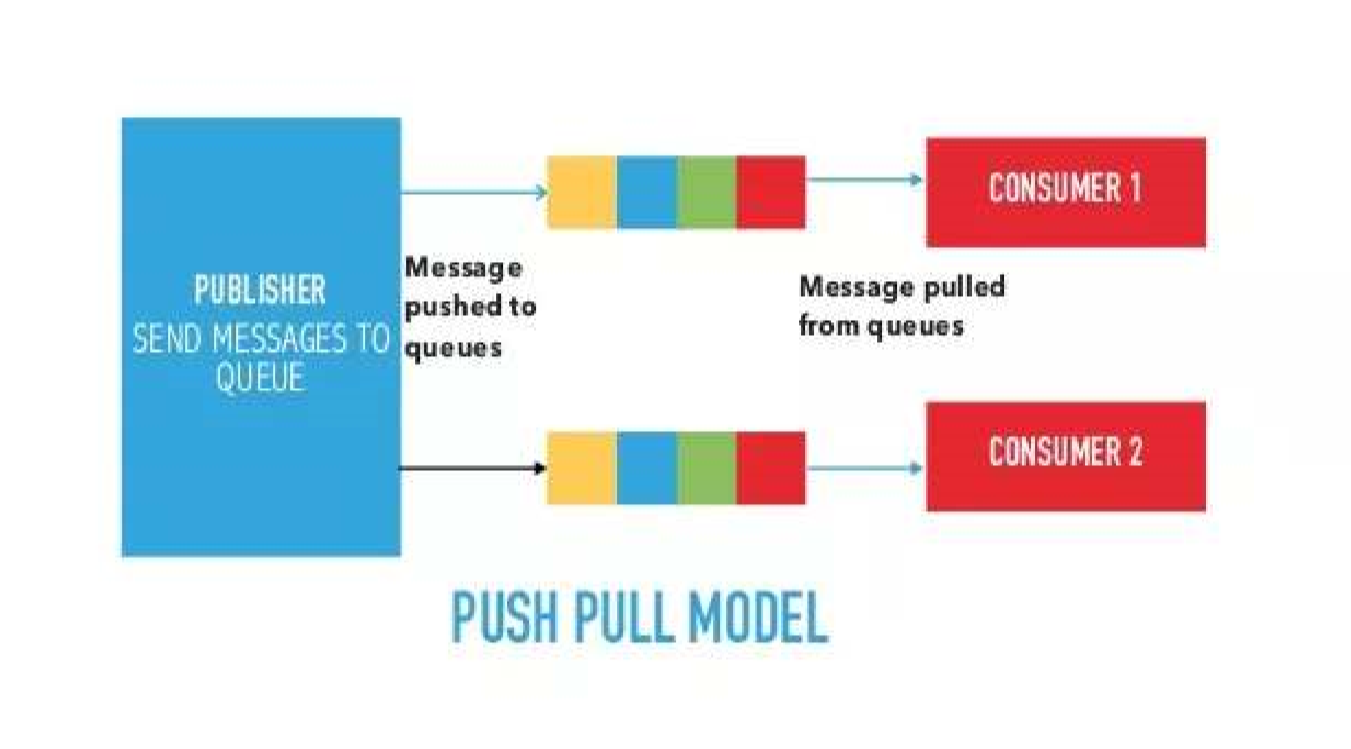 PUBLISHER
SEND MESSAGES TO
QUEUE
Message
pushed to
queues
CONSUMER 1
Message pulled
from queues
CONSUMER 2
PUSH PULL MODEL